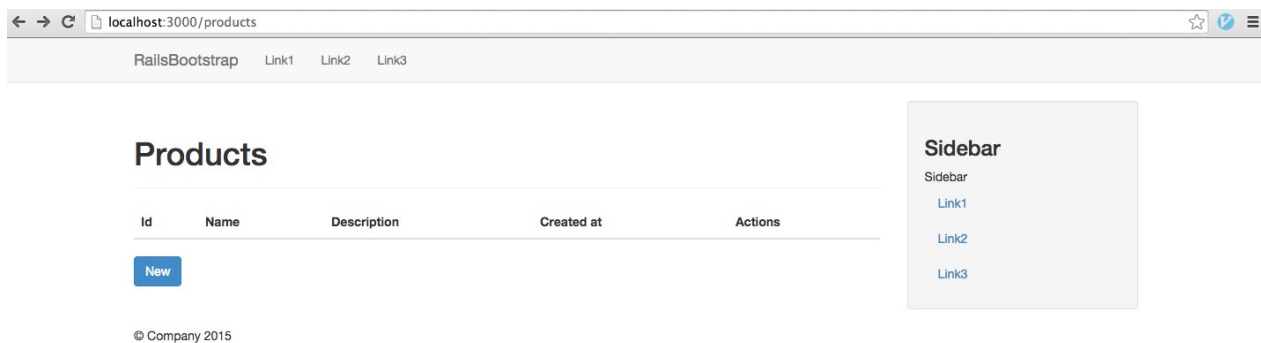 localhost:3000/products
RailsBootstrap Link1 Link2 Link3
Products
Id Name Description Created at Actions
New
© Company 2015
Sidebar
Sidebar
Link1
Link2
Link3